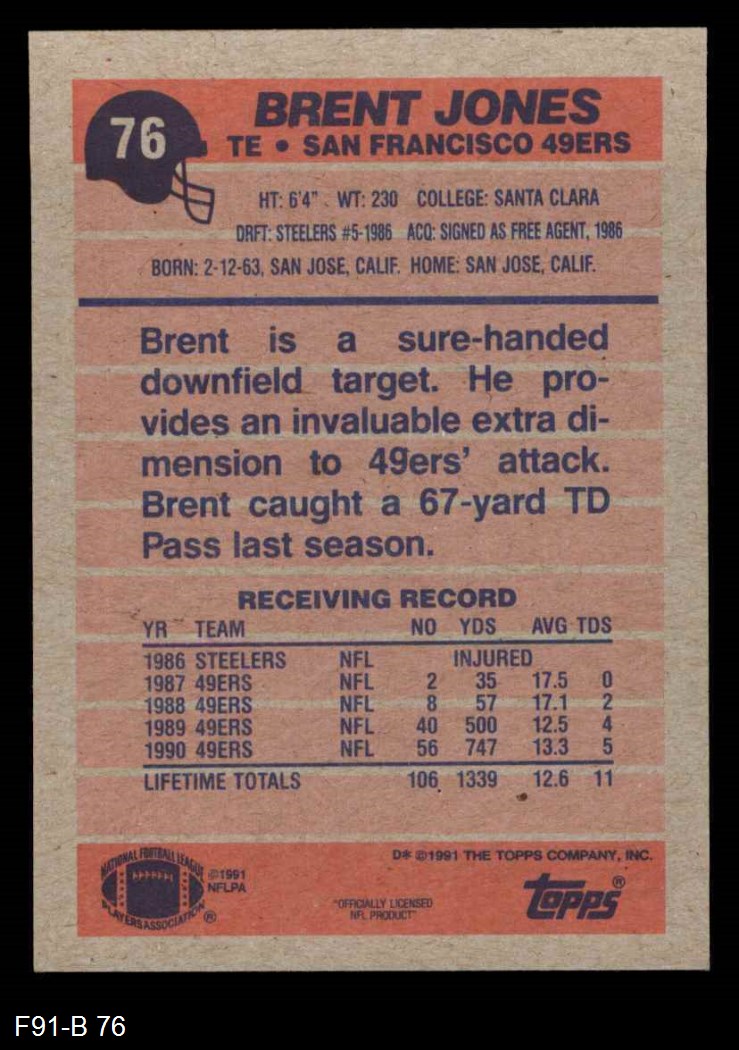 76
BRENT JONES
TE • SAN FRANCISCO 49ERS
HT: 6'4" WT: 230 COLLEGE: SANTA CLARA
DRFT: STEELERS #5-1986 ACQ: SIGNED AS FREE AGENT, 1986
BORN: 2-12-63, SAN JOSE, CALIF. HOME: SAN JOSE, CALIF.
Brent is a sure-handed
downfield target. He pro-
vides an invaluable extra di-
mension to 49ers' attack.
Brent caught a 67-yard TD
Pass last season.
RECEIVING RECORD
YR TEAM NO YDS AVG TDS
1986 STEELERS NFL INJURED
1987 49ERS NFL 2 35 17.5 0
1988 49ERS NFL 8 57 17.1 2
1989 49ERS NFL 40 500 12.5 4
1990 49ERS NFL 56 747 13.3 5
LIFETIME TOTALS 106 1339 12.6 11
D* ©1991 THE TOPPS COMPANY, INC.
NATIONAL FOOTBALL LEAGUE
PLAYERS ASSOCIATION ®
©1991
NFLPA
"OFFICIALLY LICENSED
NFL PRODUCT"
topps®
F91-B 76